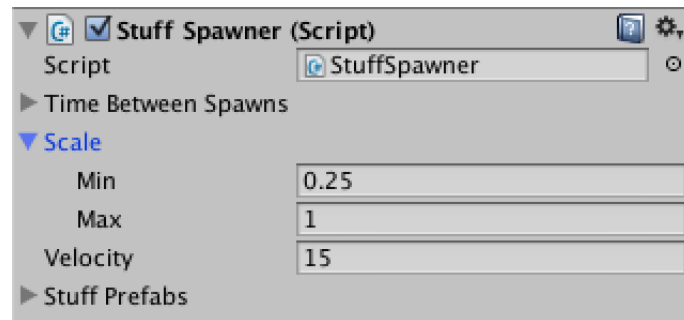 Stuff Spawner (Script)
Script StuffSpawner
Time Between Spawns
Scale
Min 0.25
Max 1
Velocity 15
Stuff Prefabs